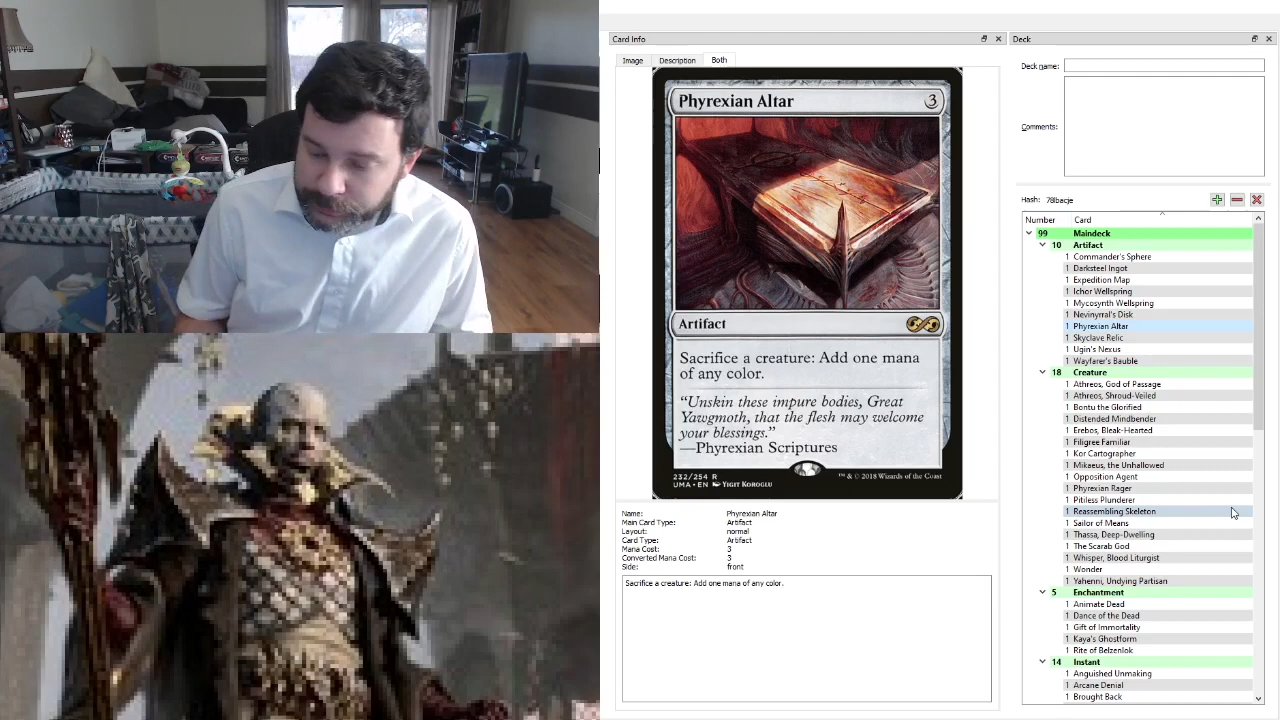 Card Info
Image Description Both
Phyrexian Altar 3
Artifact
Sacrifice a creature: Add one mana
of any color.
“Unskin these impure bodies, Great
Yawgmoth, that the flesh may welcome
your blessings.”
—Phyrexian Scriptures
232/254 R
UMA • EN YIGIT KOROGLU
™ & © 2018 Wizards of the Coast
Name: Phyrexian Altar
Main Card Type: Artifact
Layout: normal
Card Type: Artifact
Mana Cost: 3
Converted Mana Cost: 3
Side: front
Sacrifice a creature: Add one mana of any color.
Deck
Deck name:
Comments:
Hash: 78bacje
Number Card
99 Maindeck
10 Artifact
1 Commander's Sphere
1 Darksteel Ingot
1 Expedition Map
1 Ichor Wellspring
1 Mycosynth Wellspring
1 Nevinyrral's Disk
1 Phyrexian Altar
1 Skyclave Relic
1 Ugin's Nexus
1 Wayfarer's Bauble
18 Creature
1 Athreos, God of Passage
1 Athreos, Shroud-Veiled
1 Bontu the Glorified
1 Distended Mindbender
1 Erebos, Bleak-Hearted
1 Filigree Familiar
1 Kor Cartographer
1 Mikaeus, the Unhallowed
1 Opposition Agent
1 Phyrexian Rager
1 Pitiless Plunderer
1 Reassembling Skeleton
1 Sailor of Means
1 Thassa, Deep-Dwelling
1 The Scarab God
1 Whisper, Blood Liturgist
1 Wonder
1 Yahenni, Undying Partisan
5 Enchantment
1 Animate Dead
1 Dance of the Dead
1 Gift of Immortality
1 Kaya's Ghostform
1 Rite of Belzenlok
14 Instant
1 Anguished Unmaking
1 Arcane Denial
1 Brought Back